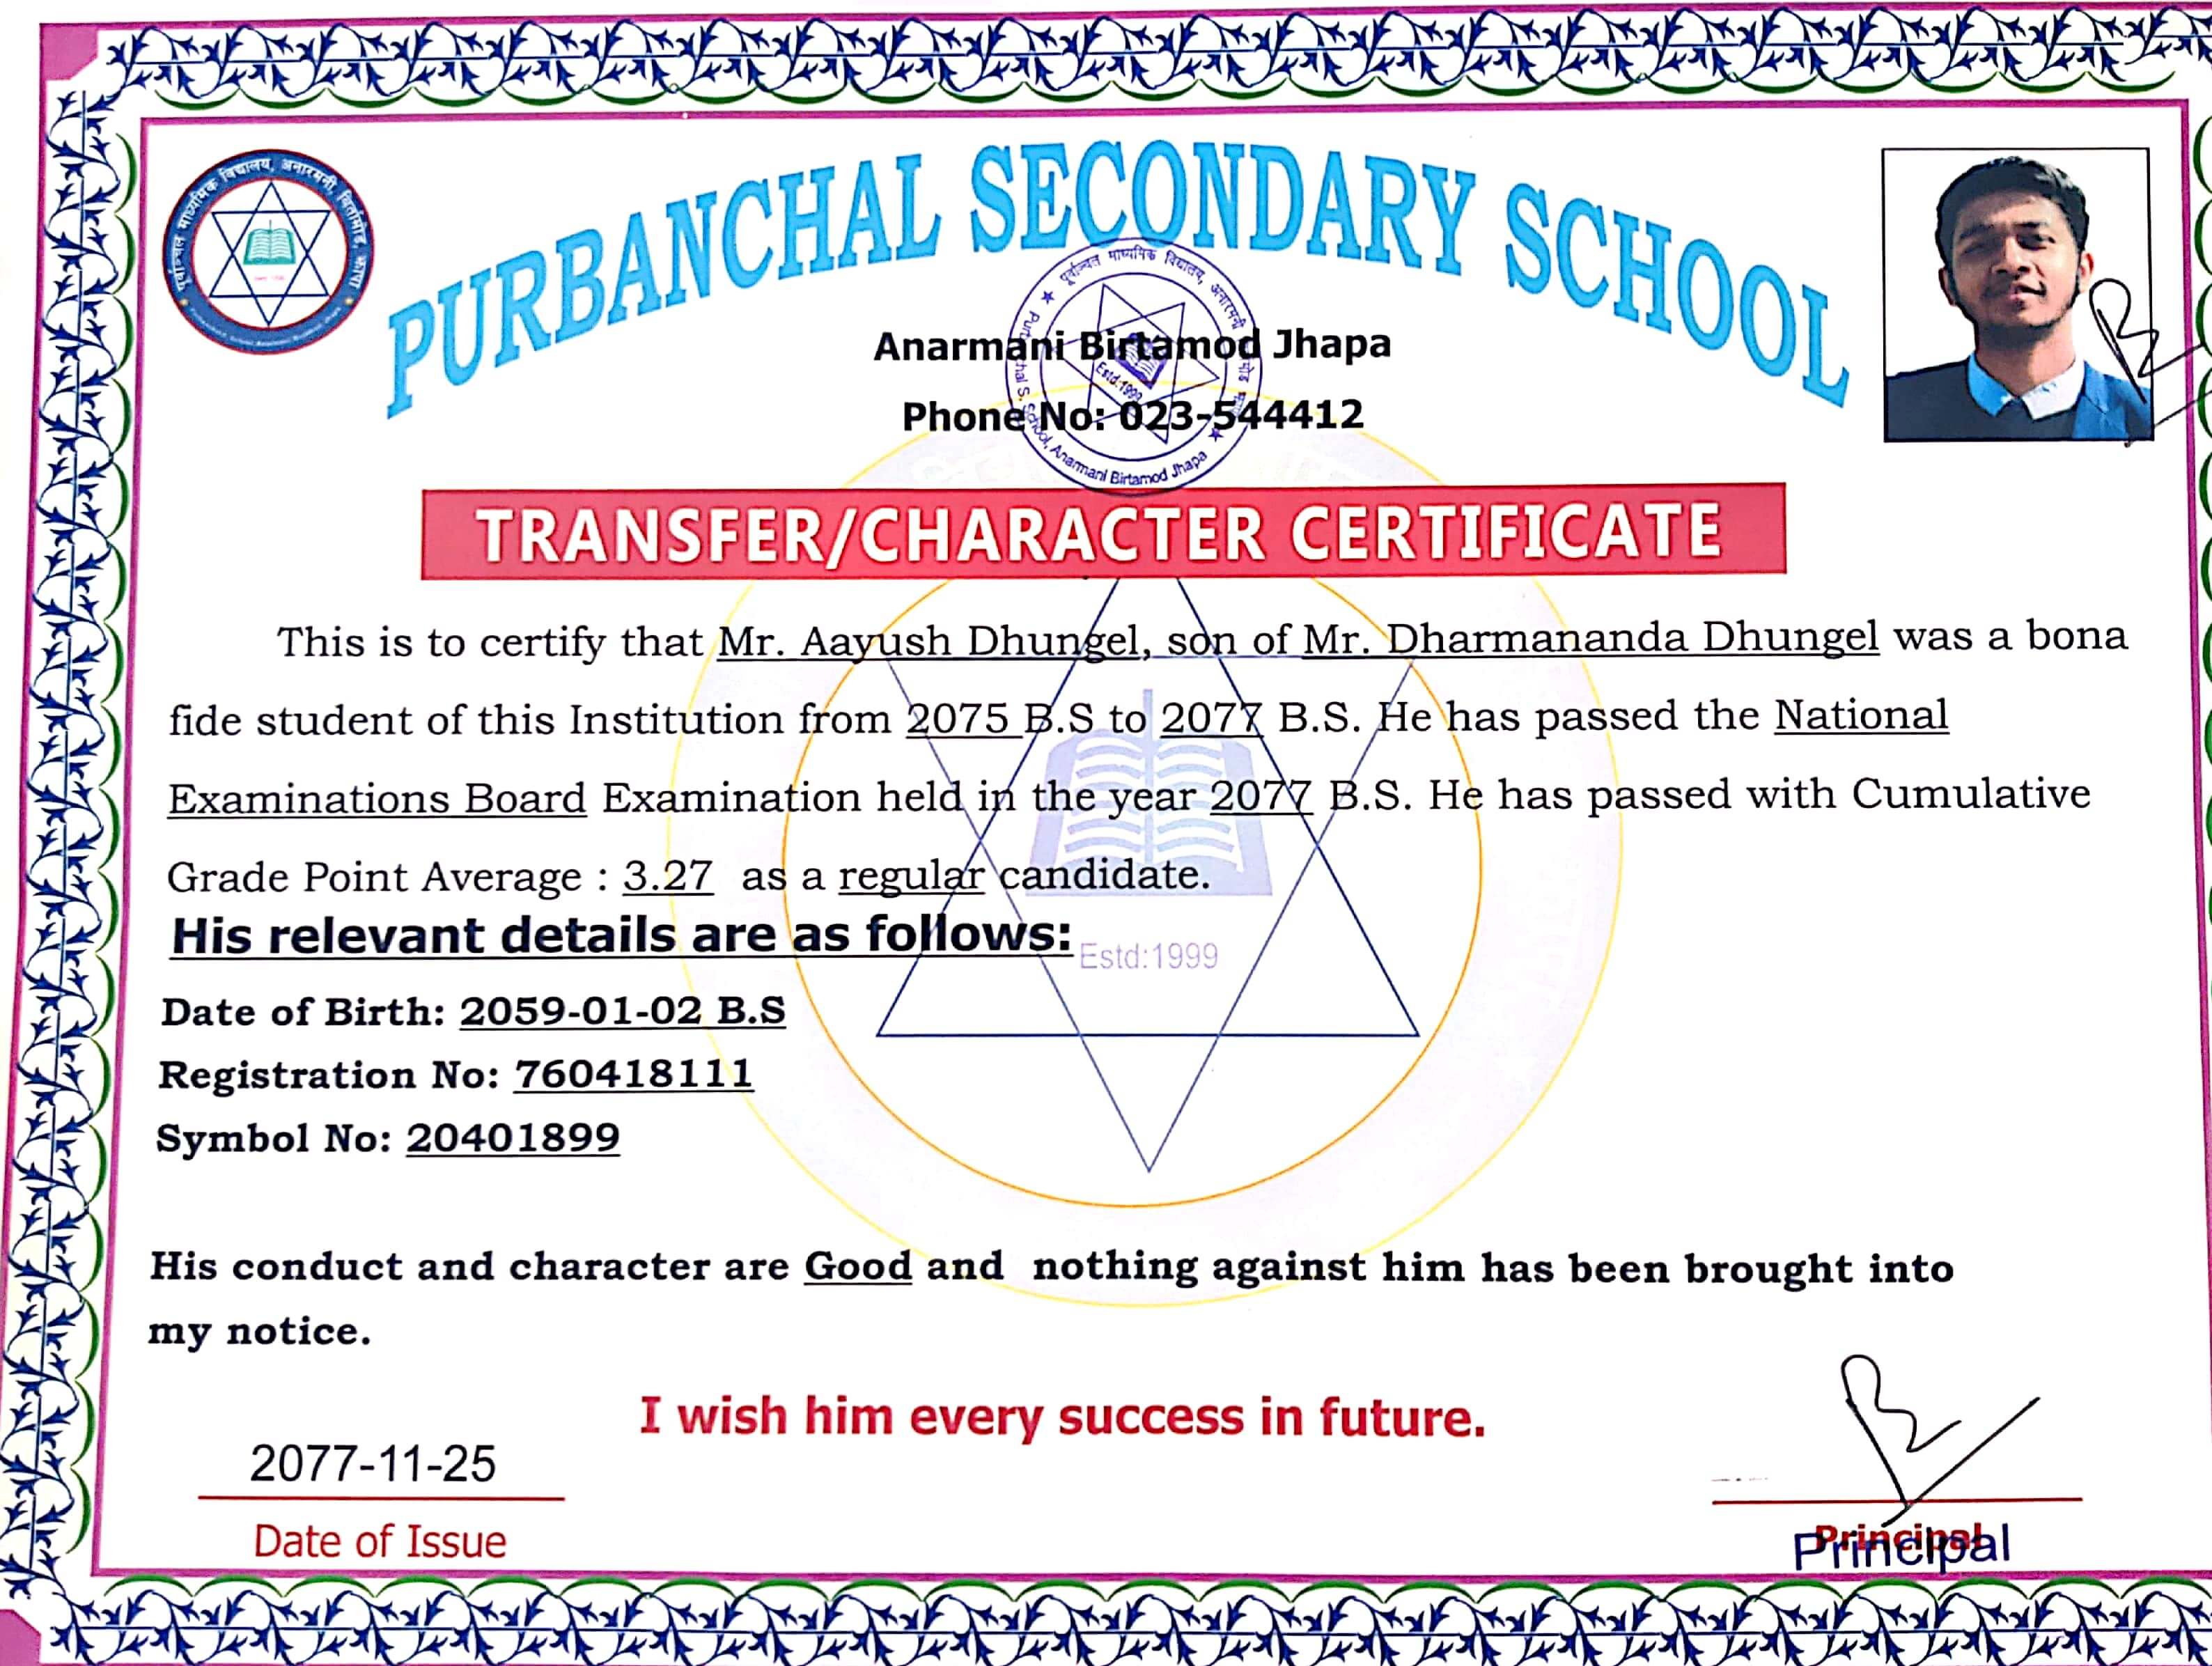 पूर्वाञ्चल माध्यमिक विद्यालय, अनारमनी, बिर्तामोड झापा
PURBANCHAL SECONDARY SCHOOL
पूर्वाञ्चल माध्यमिक विद्यालय, अनारमनी
S. School, Anarmani Birtamod Jhapa
Estd:1999
Anarmani Birtamod Jhapa
Phone No: 023-544412
TRANSFER/CHARACTER CERTIFICATE
This is to certify that Mr. Aayush Dhungel, son of Mr. Dharmananda Dhungel was a bona
fide student of this Institution from 2075 B.S to 2077 B.S. He has passed the National
Examinations Board Examination held in the year 2077 B.S. He has passed with Cumulative
Grade Point Average : 3.27 as a regular candidate.
His relevant details are as follows:
Estd:1999
Date of Birth: 2059-01-02 B.S
Registration No: 760418111
Symbol No: 20401899
His conduct and character are Good and nothing against him has been brought into
my notice.
I wish him every success in future.
2077-11-25
Date of Issue
Principal
Principal